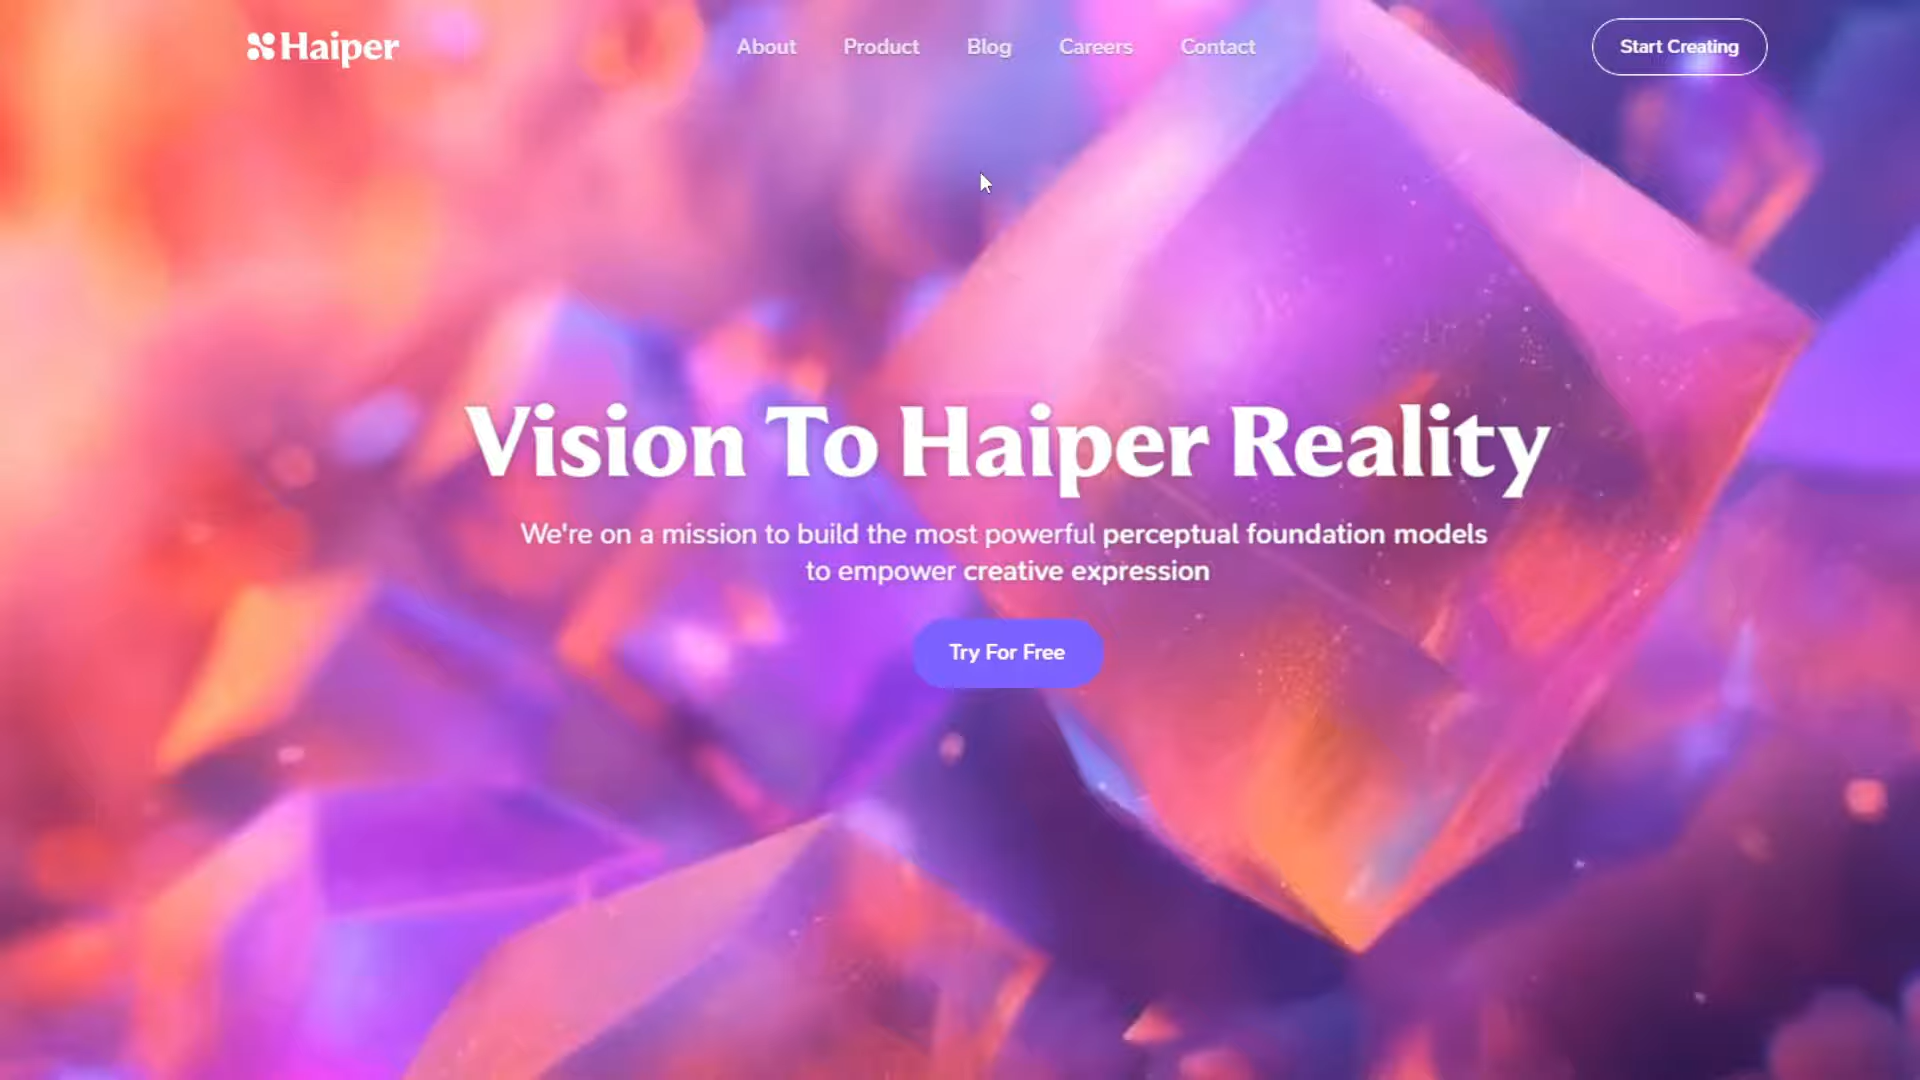 Haiper
About
Product
Blog
Careers
Contact
Start Creating
Vision To Haiper Reality
We're on a mission to build the most powerful perceptual foundation models
to empower creative expression
Try For Free